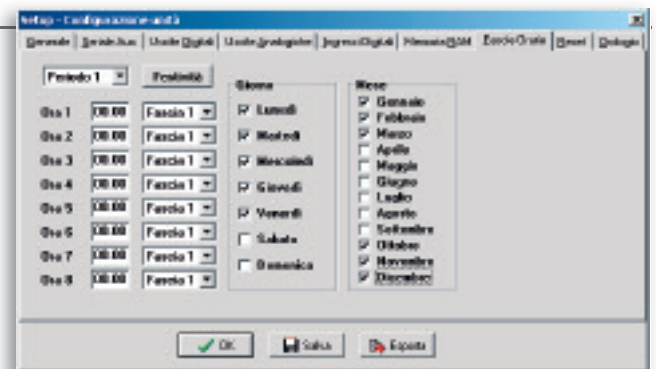 Setup - Configurazione unità
Generale Seriale Aux Uscite Digitali Uscite Analogiche Ingressi Digitali Memoria RAM Fascie Orarie Reset Orologio
Periodo 1 Festività
Giorno
Mese
Ora 1 00.00 Fascia 1
Ora 2 00.00 Fascia 1
Ora 3 00.00 Fascia 1
Ora 4 00.00 Fascia 1
Ora 5 00.00 Fascia 1
Ora 6 00.00 Fascia 1
Ora 7 00.00 Fascia 1
Ora 8 00.00 Fascia 1
Lunedì
Martedì
Mercoledì
Giovedì
Venerdì
Sabato
Domenica
Gennaio
Febbraio
Marzo
Aprile
Maggio
Giugno
Luglio
Agosto
Settembre
Ottobre
Novembre
Dicembre
OK Salva Esporta